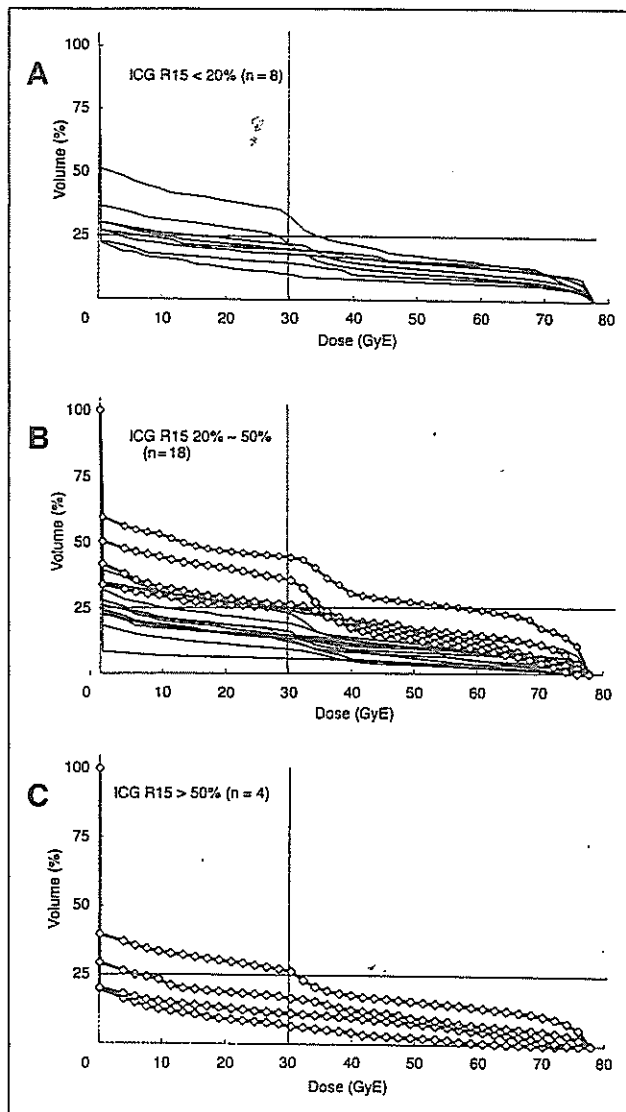 A
ICG R15 < 20% (n = 8)
100
75
50
25
Volume (%)
0 10 20 30 40 50 60 70 80
Dose (GyE)
B
ICG R15 20% ~ 50%
(n = 18)
100
75
50
25
Volume (%)
0 10 20 30 40 50 60 70 80
Dose (GyE)
C
ICG R15 > 50% (n = 4)
100
75
50
25
Volume (%)
0 10 20 30 40 50 60 70 80
Dose (GyE)